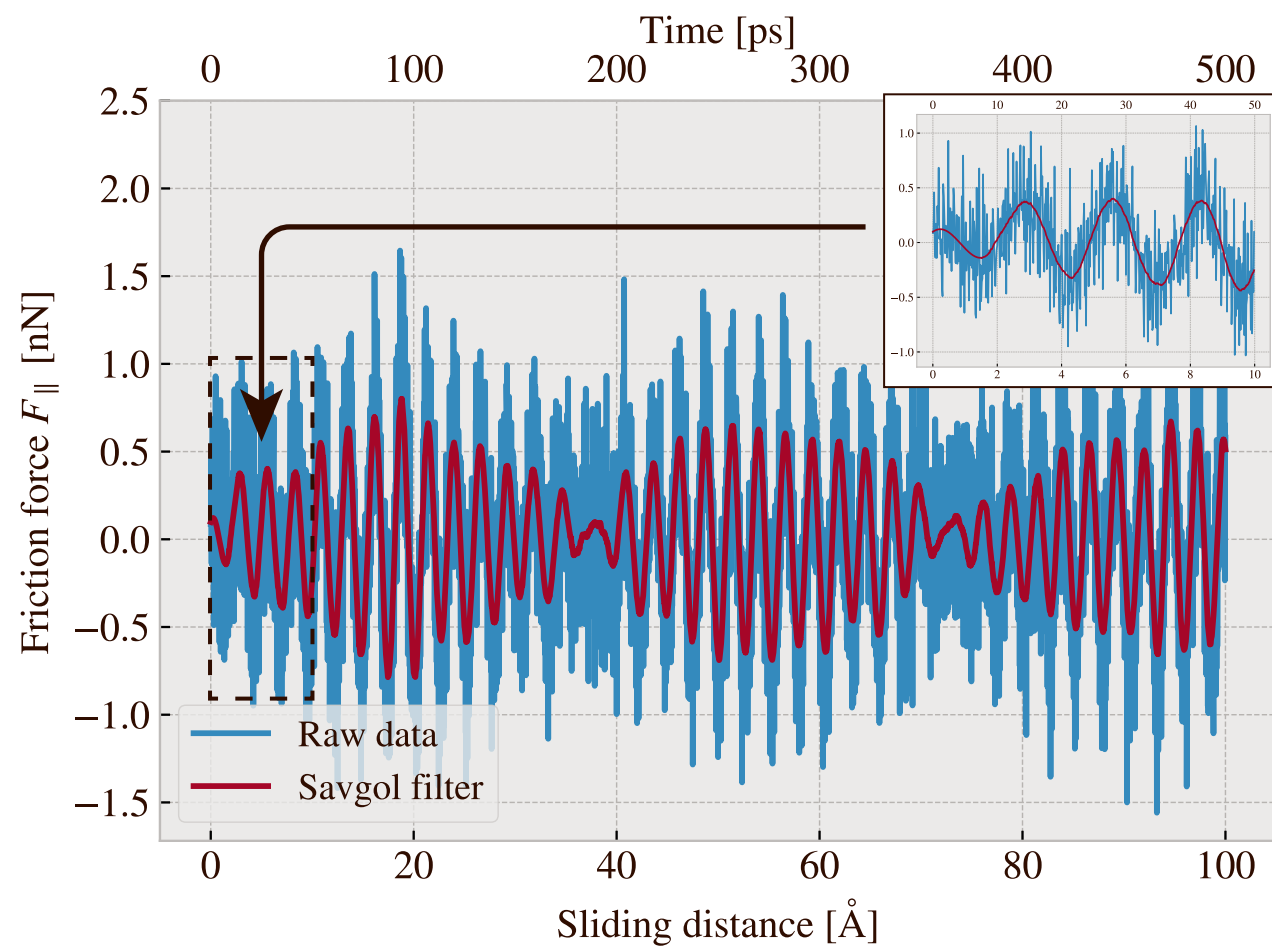 Time [ps]
0 100 200 300 400 500
2.5
2.0
1.5
1.0
0.5
0.0
−0.5
−1.0
−1.5
Friction force F∥ [nN]
0 10 20 30 40 50
1.0
0.5
0.0
−0.5
−1.0
0 2 4 6 8 10
Raw data
Savgol filter
0 20 40 60 80 100
Sliding distance [Å]